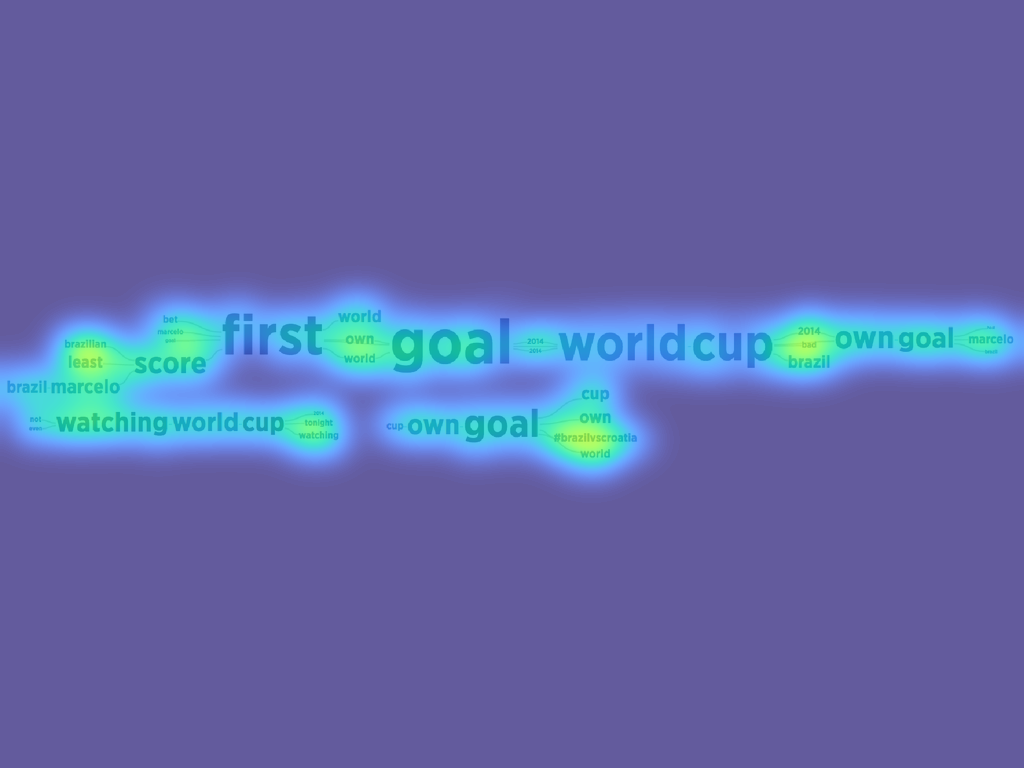 bet
world
marcelo
goal
first
own
goal
2014
2014
world cup
2014
bad
brazil
own goal
marcelo
brazilian
least
score
world
brazil marcelo
cup
not
even
watching world cup
2014
tonight
watching
cup own goal
own
#brazilvscroatia
world